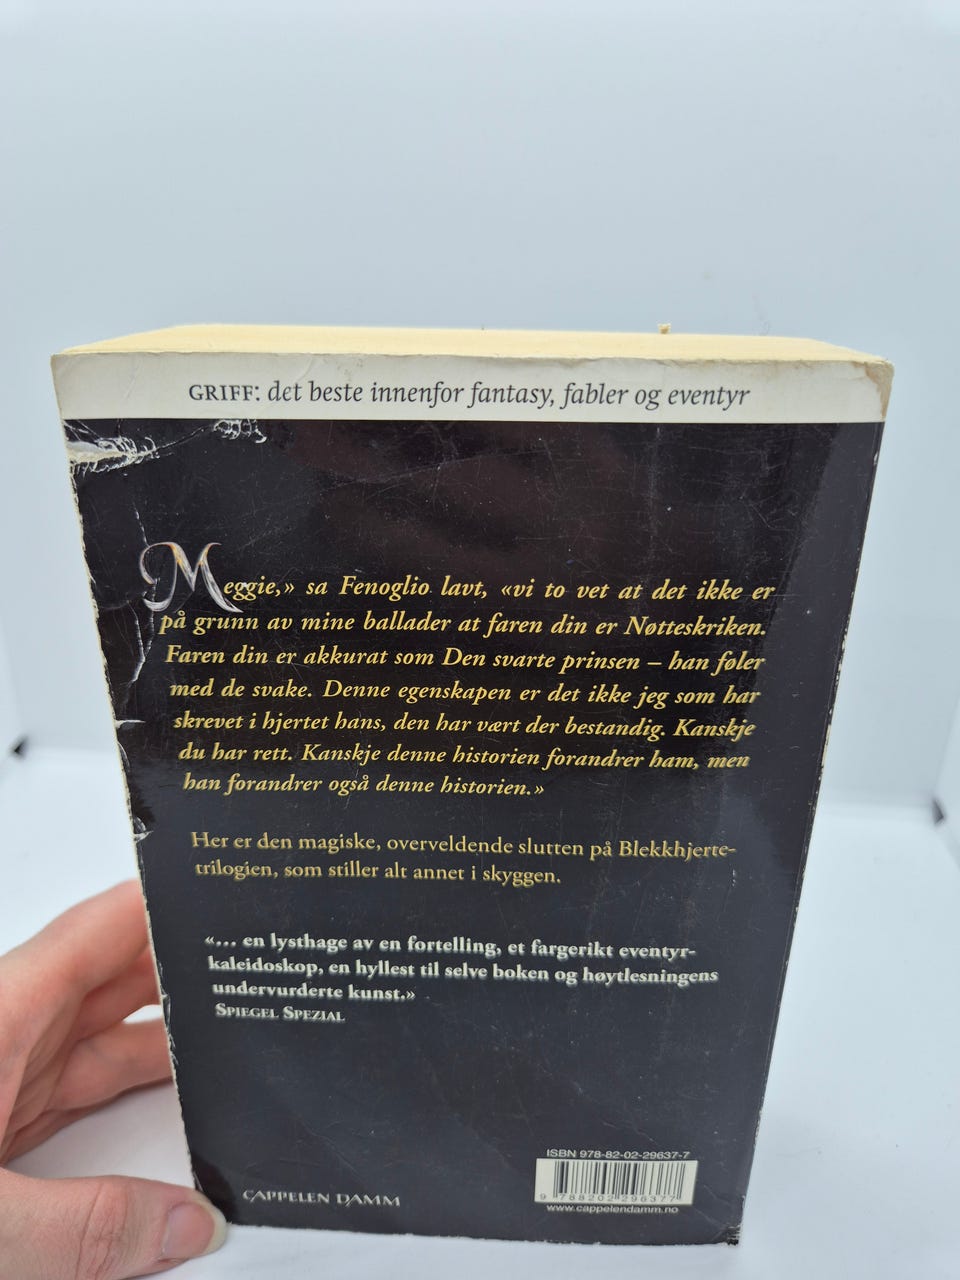 GRIFF: det beste innenfor fantasy, fabler og eventyr
Meggie,» sa Fenoglio lavt, «vi to vet at det ikke er
på grunn av mine ballader at faren din er Nøtteskriken.
Faren din er akkurat som Den svarte prinsen – han føler
med de svake. Denne egenskapen er det ikke jeg som har
skrevet i hjertet hans, den har vært der bestandig. Kanskje
du har rett. Kanskje denne historien forandrer ham, men
han forandrer også denne historien.»
Her er den magiske, overveldende slutten på Blekkhjerte-
trilogien, som stiller alt annet i skyggen.
«... en lysthage av en fortelling, et fargerikt eventyr-
kaleidoskop, en hyllest til selve boken og høytlesningens
undervurderte kunst.»
SPIEGEL SPEZIAL
ISBN 978-82-02-29637-7
9 788202 296377
www.cappelendamm.no
CAPPELEN DAMM